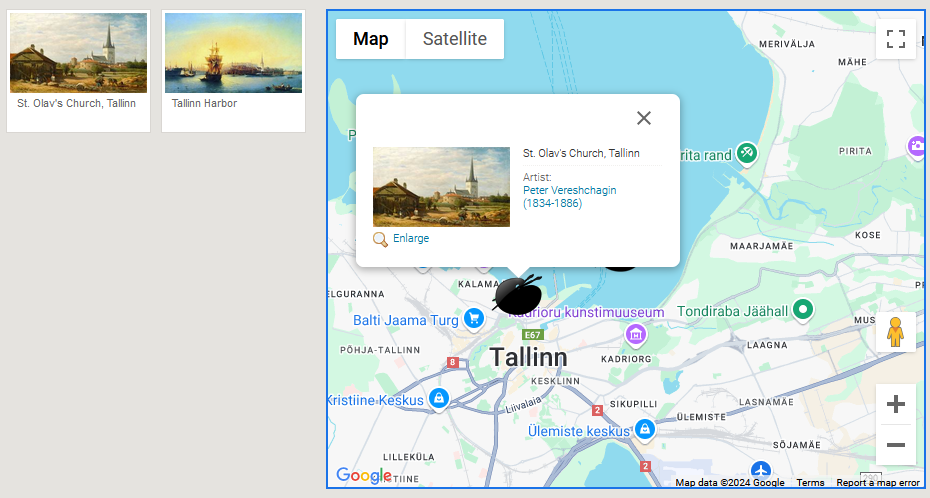 St. Olav's Church, Tallinn
Tallinn Harbor
Map
Satellite
MERIVÄLJA
MÄHE
PIRITA
rita rand
St. Olav's Church, Tallinn
Artist:
Peter Vereshchagin
(1834-1886)
Enlarge
KOSE
MAARJAMÄE
KALAMA
ELGURANNA
Kadrioru kunstimuuseum
Tondiraba Jäähall
MUS
Balti Jaama Turg
E67
LAAGNA
PÕHJA-TALLINN
Tallinn
KADRIORG
8
KESKLINN
Kristiine Keskus
Liivalaia
SIKUPILLI
LASNAMÄE
2
ÜLEMISTE
Ülemiste keskus
SÕJAMÄE
LILLEKÜLA
2
Google
ISTIINE
Map data ©2024 Google
Terms
Report a map error